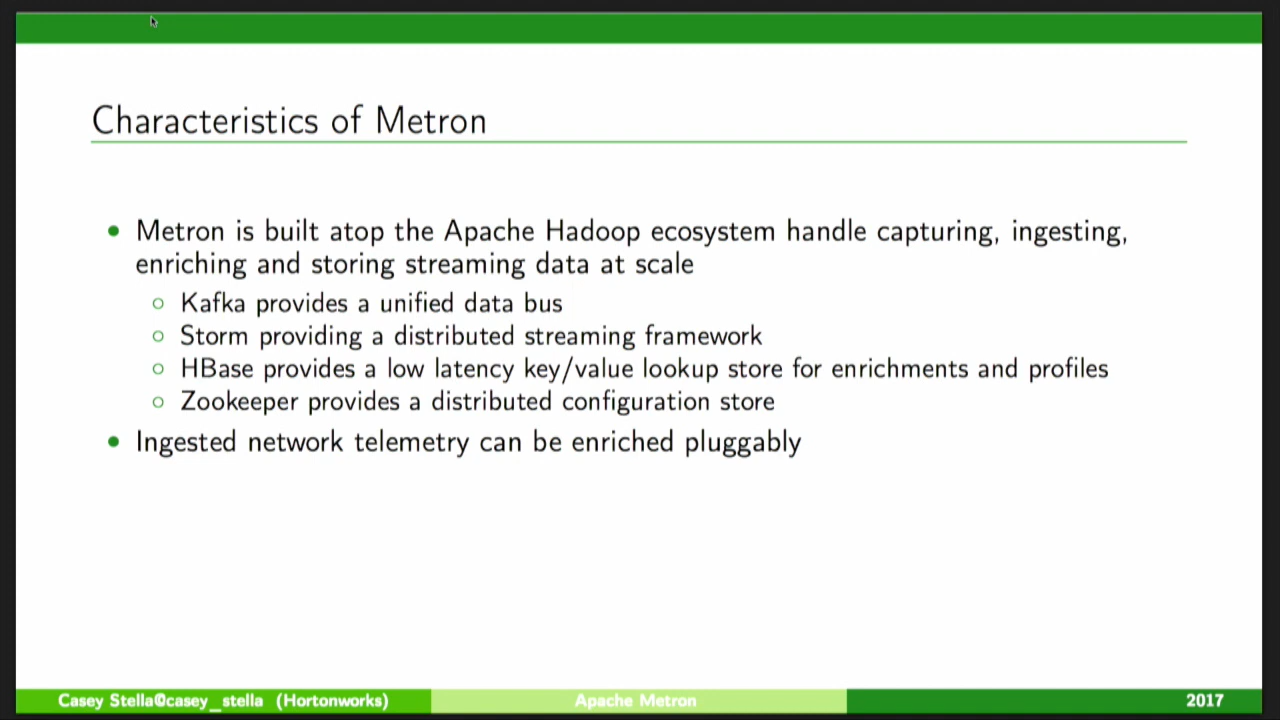 Characteristics of Metron
• Metron is built atop the Apache Hadoop ecosystem handle capturing, ingesting,
enriching and storing streaming data at scale
○ Kafka provides a unified data bus
○ Storm providing a distributed streaming framework
○ HBase provides a low latency key/value lookup store for enrichments and profiles
○ Zookeeper provides a distributed configuration store
• Ingested network telemetry can be enriched pluggably
Casey Stella@casey_stella (Hortonworks)
Apache Metron
2017